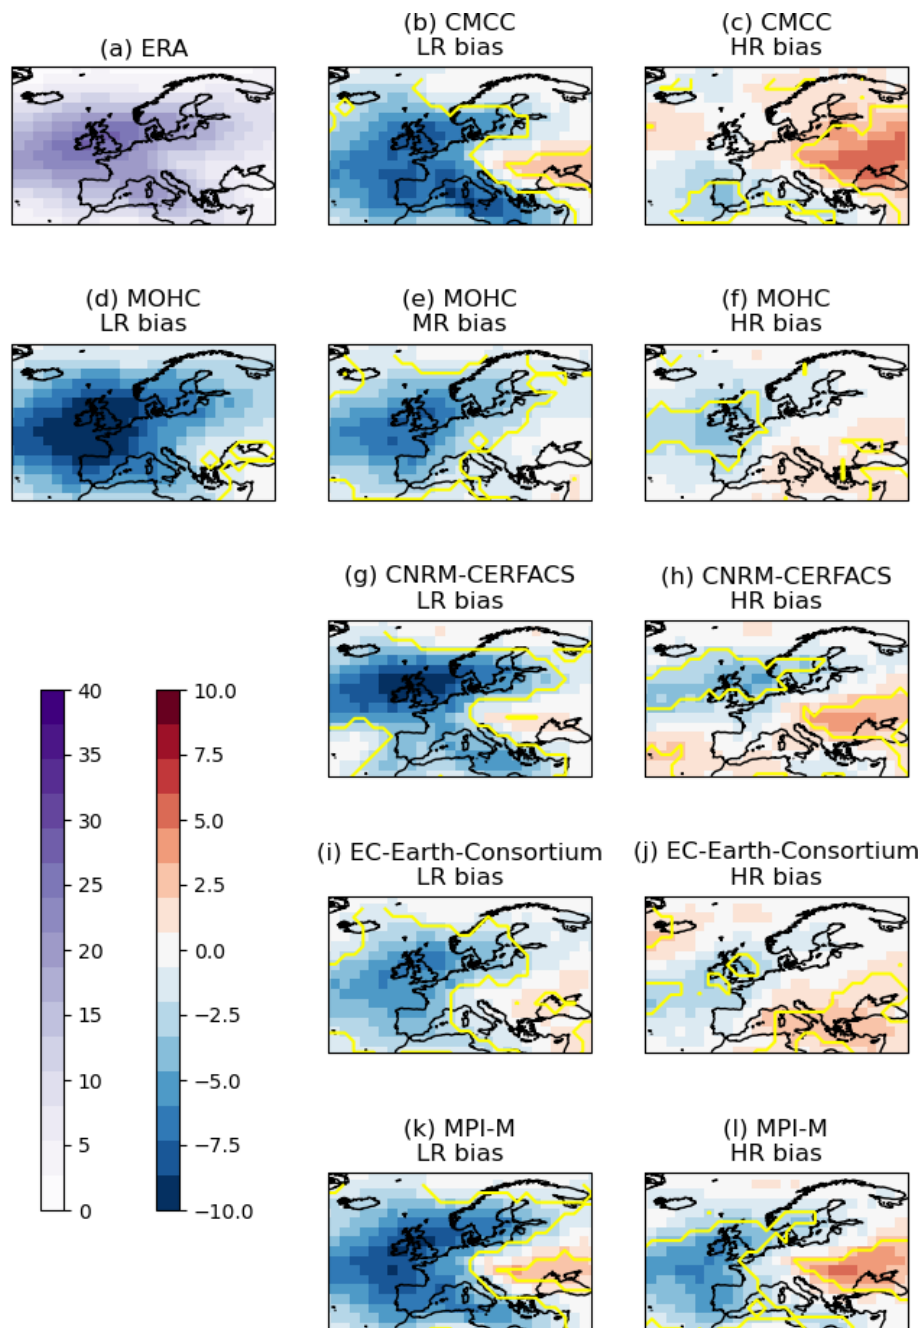 (a) ERA
(b) CMCC
LR bias
(c) CMCC
HR bias
(d) MOHC
LR bias
(e) MOHC
MR bias
(f) MOHC
HR bias
(g) CNRM-CERFACS
LR bias
(h) CNRM-CERFACS
HR bias
40
35
30
25
20
15
10
5
0
10.0
7.5
5.0
2.5
0.0
−2.5
−5.0
−7.5
−10.0
(i) EC-Earth-Consortium
LR bias
(j) EC-Earth-Consortium
HR bias
(k) MPI-M
LR bias
(l) MPI-M
HR bias